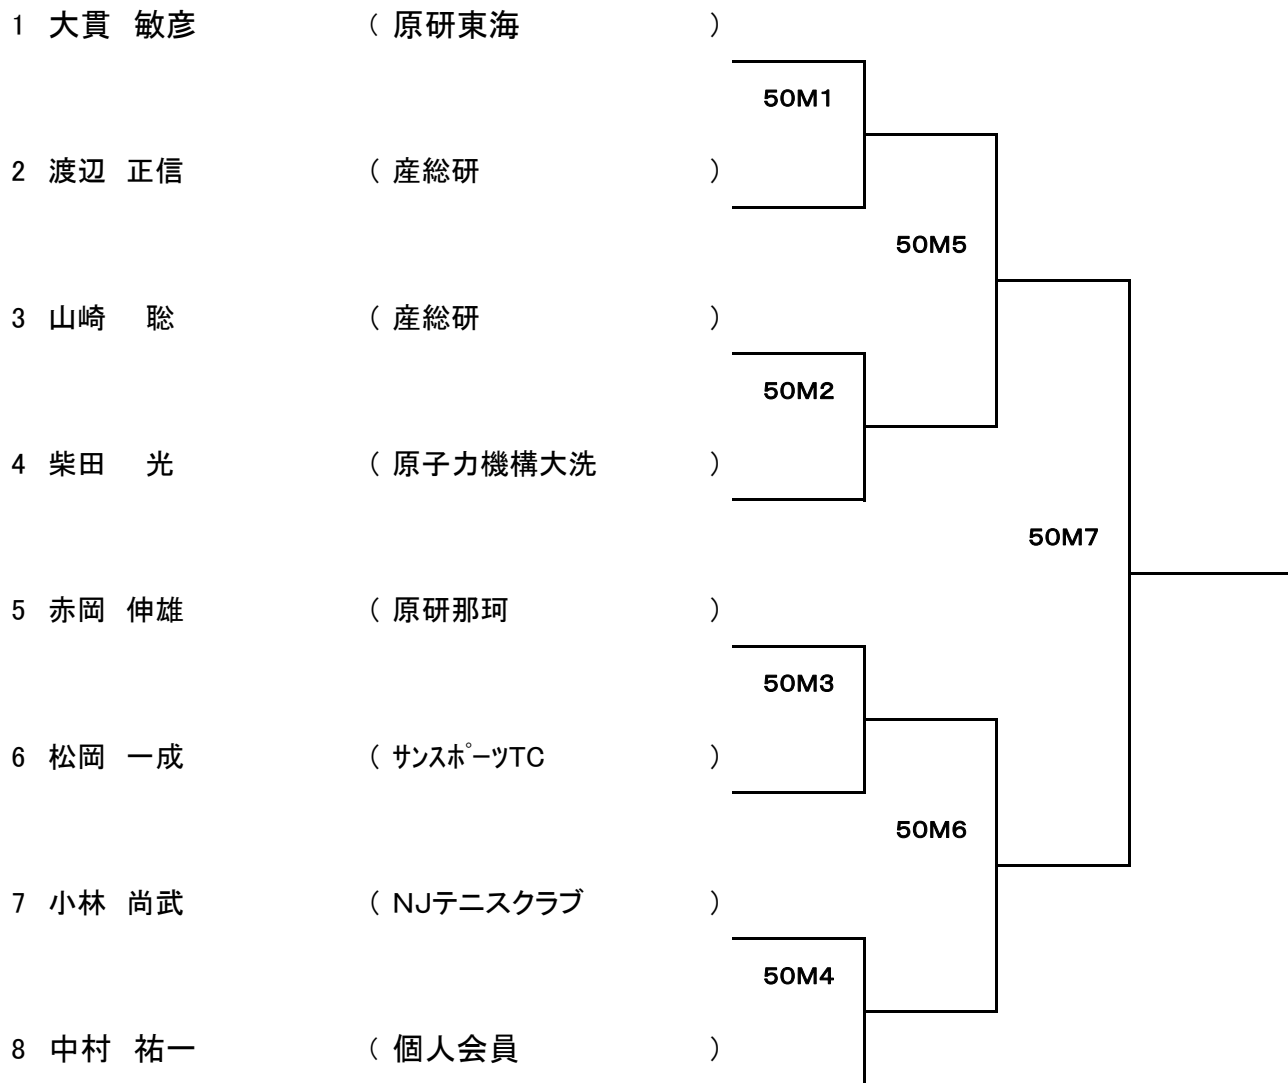 1 大貫 敏彦 ( 原研東海 )
50M1
2 渡辺 正信 ( 産総研 )
50M5
3 山崎 聡 ( 産総研 )
50M2
4 柴田 光 ( 原子力機構大洗 )
50M7
5 赤岡 伸雄 ( 原研那珂 )
50M3
6 松岡 一成 ( ｻﾝｽﾎﾟｰﾂTC )
50M6
7 小林 尚武 ( NJテニスクラブ )
50M4
8 中村 祐一 ( 個人会員 )